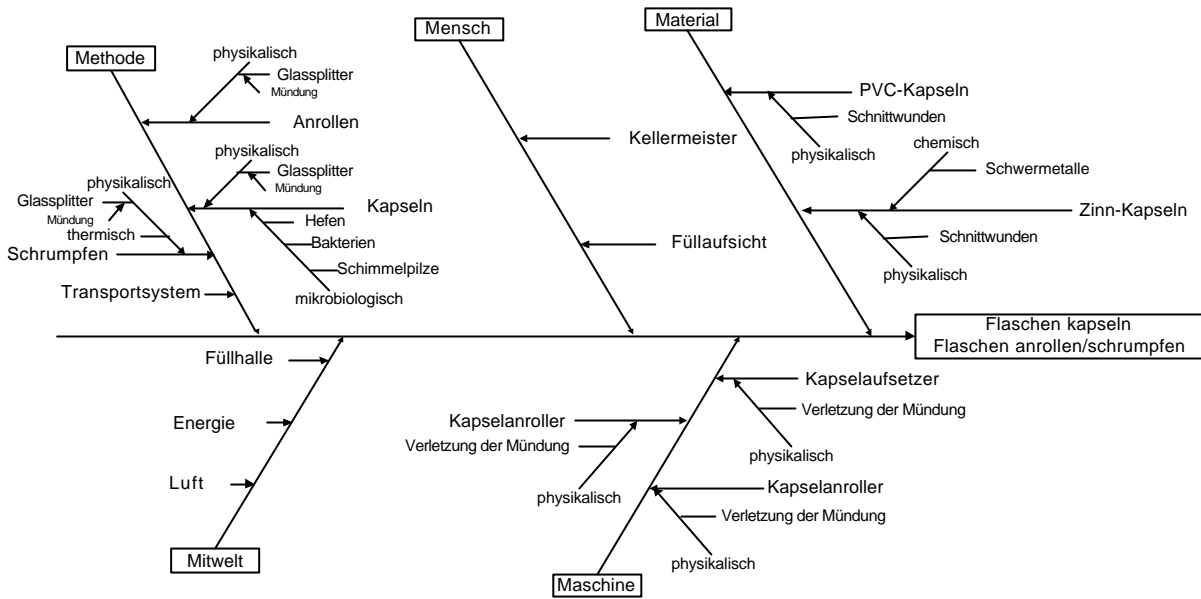 Methode
physikalisch
Glassplitter
Mündung
Anrollen
physikalisch
Glassplitter
Mündung
Kapseln
Hefen
Bakterien
Schimmelpilze
mikrobiologisch
physikalisch
Glassplitter
Mündung
thermisch
Schrumpfen
Transportsystem
Mensch
Kellermeister
Füllaufsicht
Material
PVC-Kapseln
Schnittwunden
physikalisch
chemisch
Schwermetalle
Zinn-Kapseln
Schnittwunden
physikalisch
Flaschen kapseln
Flaschen anrollen/schrumpfen
Füllhalle
Energie
Luft
Mitwelt
Kapselaufsetzer
Verletzung der Mündung
physikalisch
Kapselanroller
Verletzung der Mündung
physikalisch
Kapselanroller
Verletzung der Mündung
physikalisch
Maschine